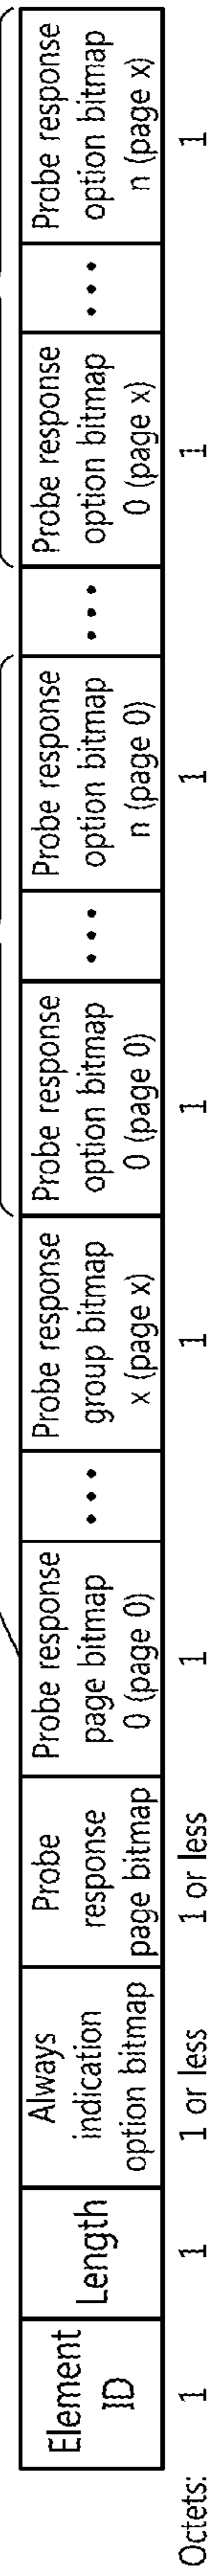 Element
ID
Length
Always
indication
option bitmap
Probe
response
page bitmap
Probe response
page bitmap
0 (page 0)
...
Probe response
group bitmap
x (page x)
Probe response
option bitmap
0 (page 0)
...
Probe response
option bitmap
n (page 0)
...
Probe response
option bitmap
0 (page x)
...
Probe response
option bitmap
n (page x)
Octets: 1 1 1 or less 1 or less 1 1 1 1 1 1